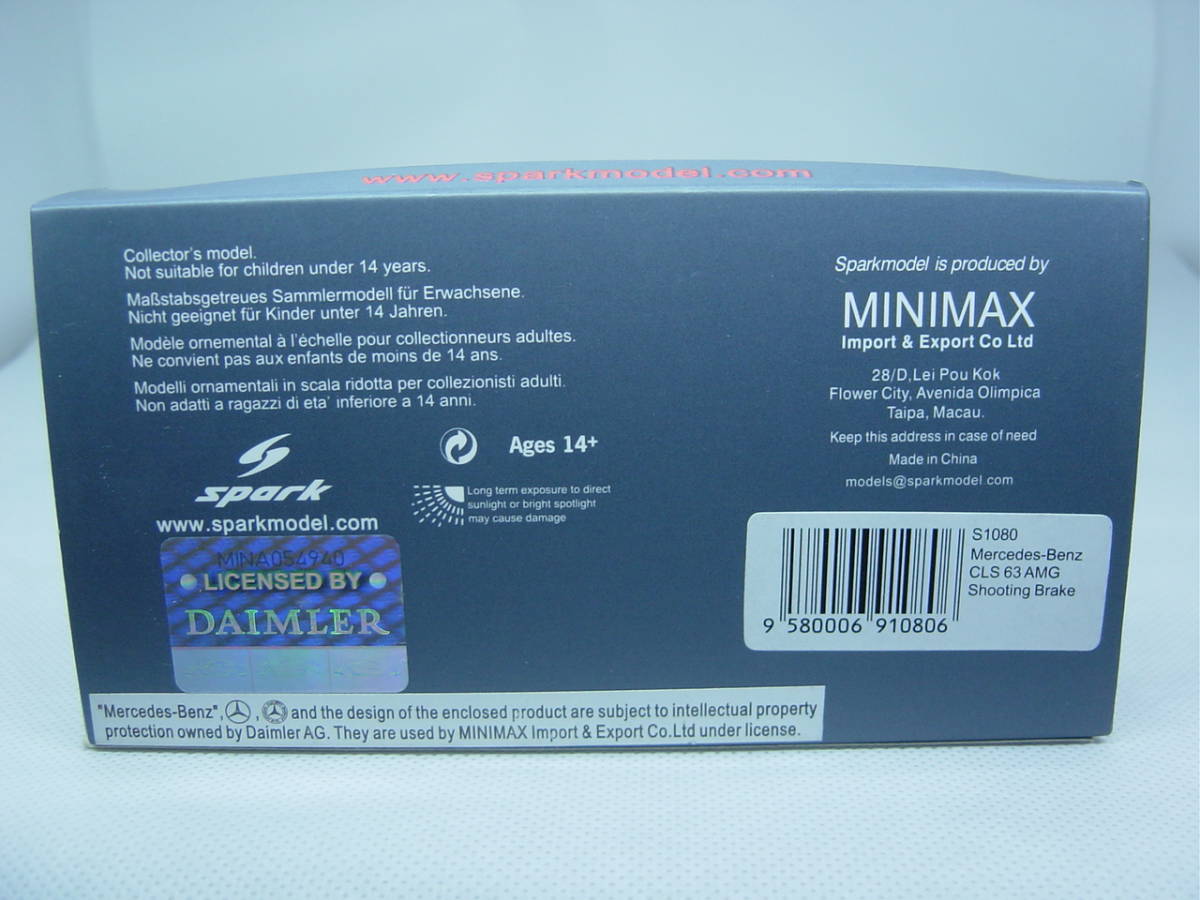 www.sparkmodel.com
Collector's model.
Not suitable for children under 14 years.
Maßstabsgetreues Sammlermodell für Erwachsene.
Nicht geeignet für Kinder unter 14 Jahren.
Modèle ornemental à l'échelle pour collectionneurs adultes.
Ne convient pas aux enfants de moins de 14 ans.
Modelli ornamentali in scala ridotta per collezionisti adulti.
Non adatti a ragazzi di eta' inferiore a 14 anni.
Ages 14+
spark
www.sparkmodel.com
Long term exposure to direct
sunlight or bright spotlight
may cause damage
MINA054940
LICENSED BY
DAIMLER
Sparkmodel is produced by
MINIMAX
Import & Export Co Ltd
28/D,Lei Pou Kok
Flower City, Avenida Olimpica
Taipa, Macau.
Keep this address in case of need
Made in China
models@sparkmodel.com
S1080
Mercedes-Benz
CLS 63 AMG
Shooting Brake
9 580006 910806
"Mercedes-Benz", , and the design of the enclosed product are subject to intellectual property
protection owned by Daimler AG. They are used by MINIMAX Import & Export Co.Ltd under license.